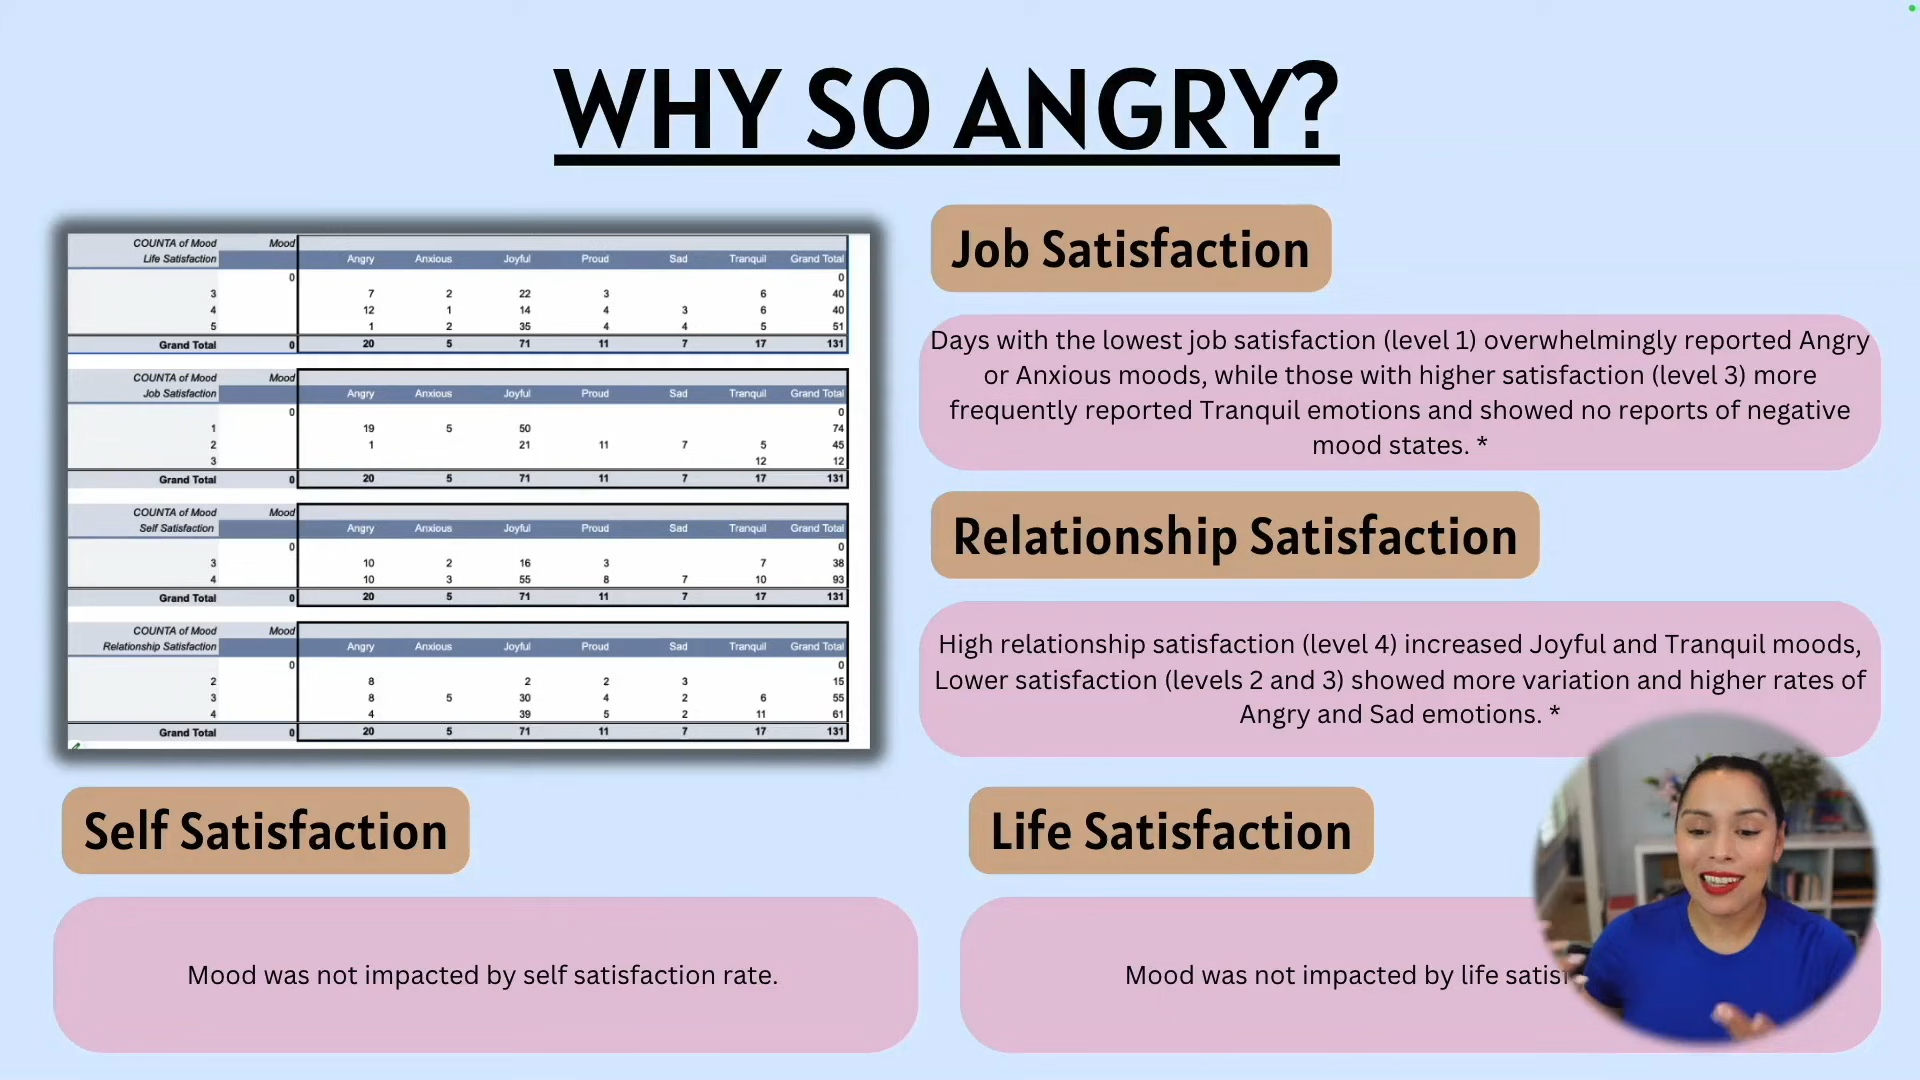 WHY SO ANGRY?
COUNTA of Mood Mood
Life Satisfaction Angry Anxious Joyful Proud Sad Tranquil Grand Total
0 0
3 7 2 22 3 6 40
4 12 1 14 4 3 6 40
5 1 2 35 4 4 5 51
Grand Total 0 20 5 71 11 7 17 131
COUNTA of Mood Mood
Job Satisfaction Angry Anxious Joyful Proud Sad Tranquil Grand Total
0 0
1 19 5 50 74
2 1 21 11 7 5 45
3 12 12
Grand Total 0 20 5 71 11 7 17 131
COUNTA of Mood Mood
Self Satisfaction Angry Anxious Joyful Proud Sad Tranquil Grand Total
0 0
3 10 2 16 3 7 38
4 10 3 55 8 7 10 93
Grand Total 0 20 5 71 11 7 17 131
COUNTA of Mood Mood
Relationship Satisfaction Angry Anxious Joyful Proud Sad Tranquil Grand Total
0 0
2 8 2 2 3 15
3 8 5 30 4 2 6 55
4 4 39 5 2 11 61
Grand Total 0 20 5 71 11 7 17 131
Job Satisfaction
Days with the lowest job satisfaction (level 1) overwhelmingly reported Angry
or Anxious moods, while those with higher satisfaction (level 3) more
frequently reported Tranquil emotions and showed no reports of negative
mood states. *
Relationship Satisfaction
High relationship satisfaction (level 4) increased Joyful and Tranquil moods,
Lower satisfaction (levels 2 and 3) showed more variation and higher rates of
Angry and Sad emotions. *
Self Satisfaction
Mood was not impacted by self satisfaction rate.
Life Satisfaction
Mood was not impacted by life